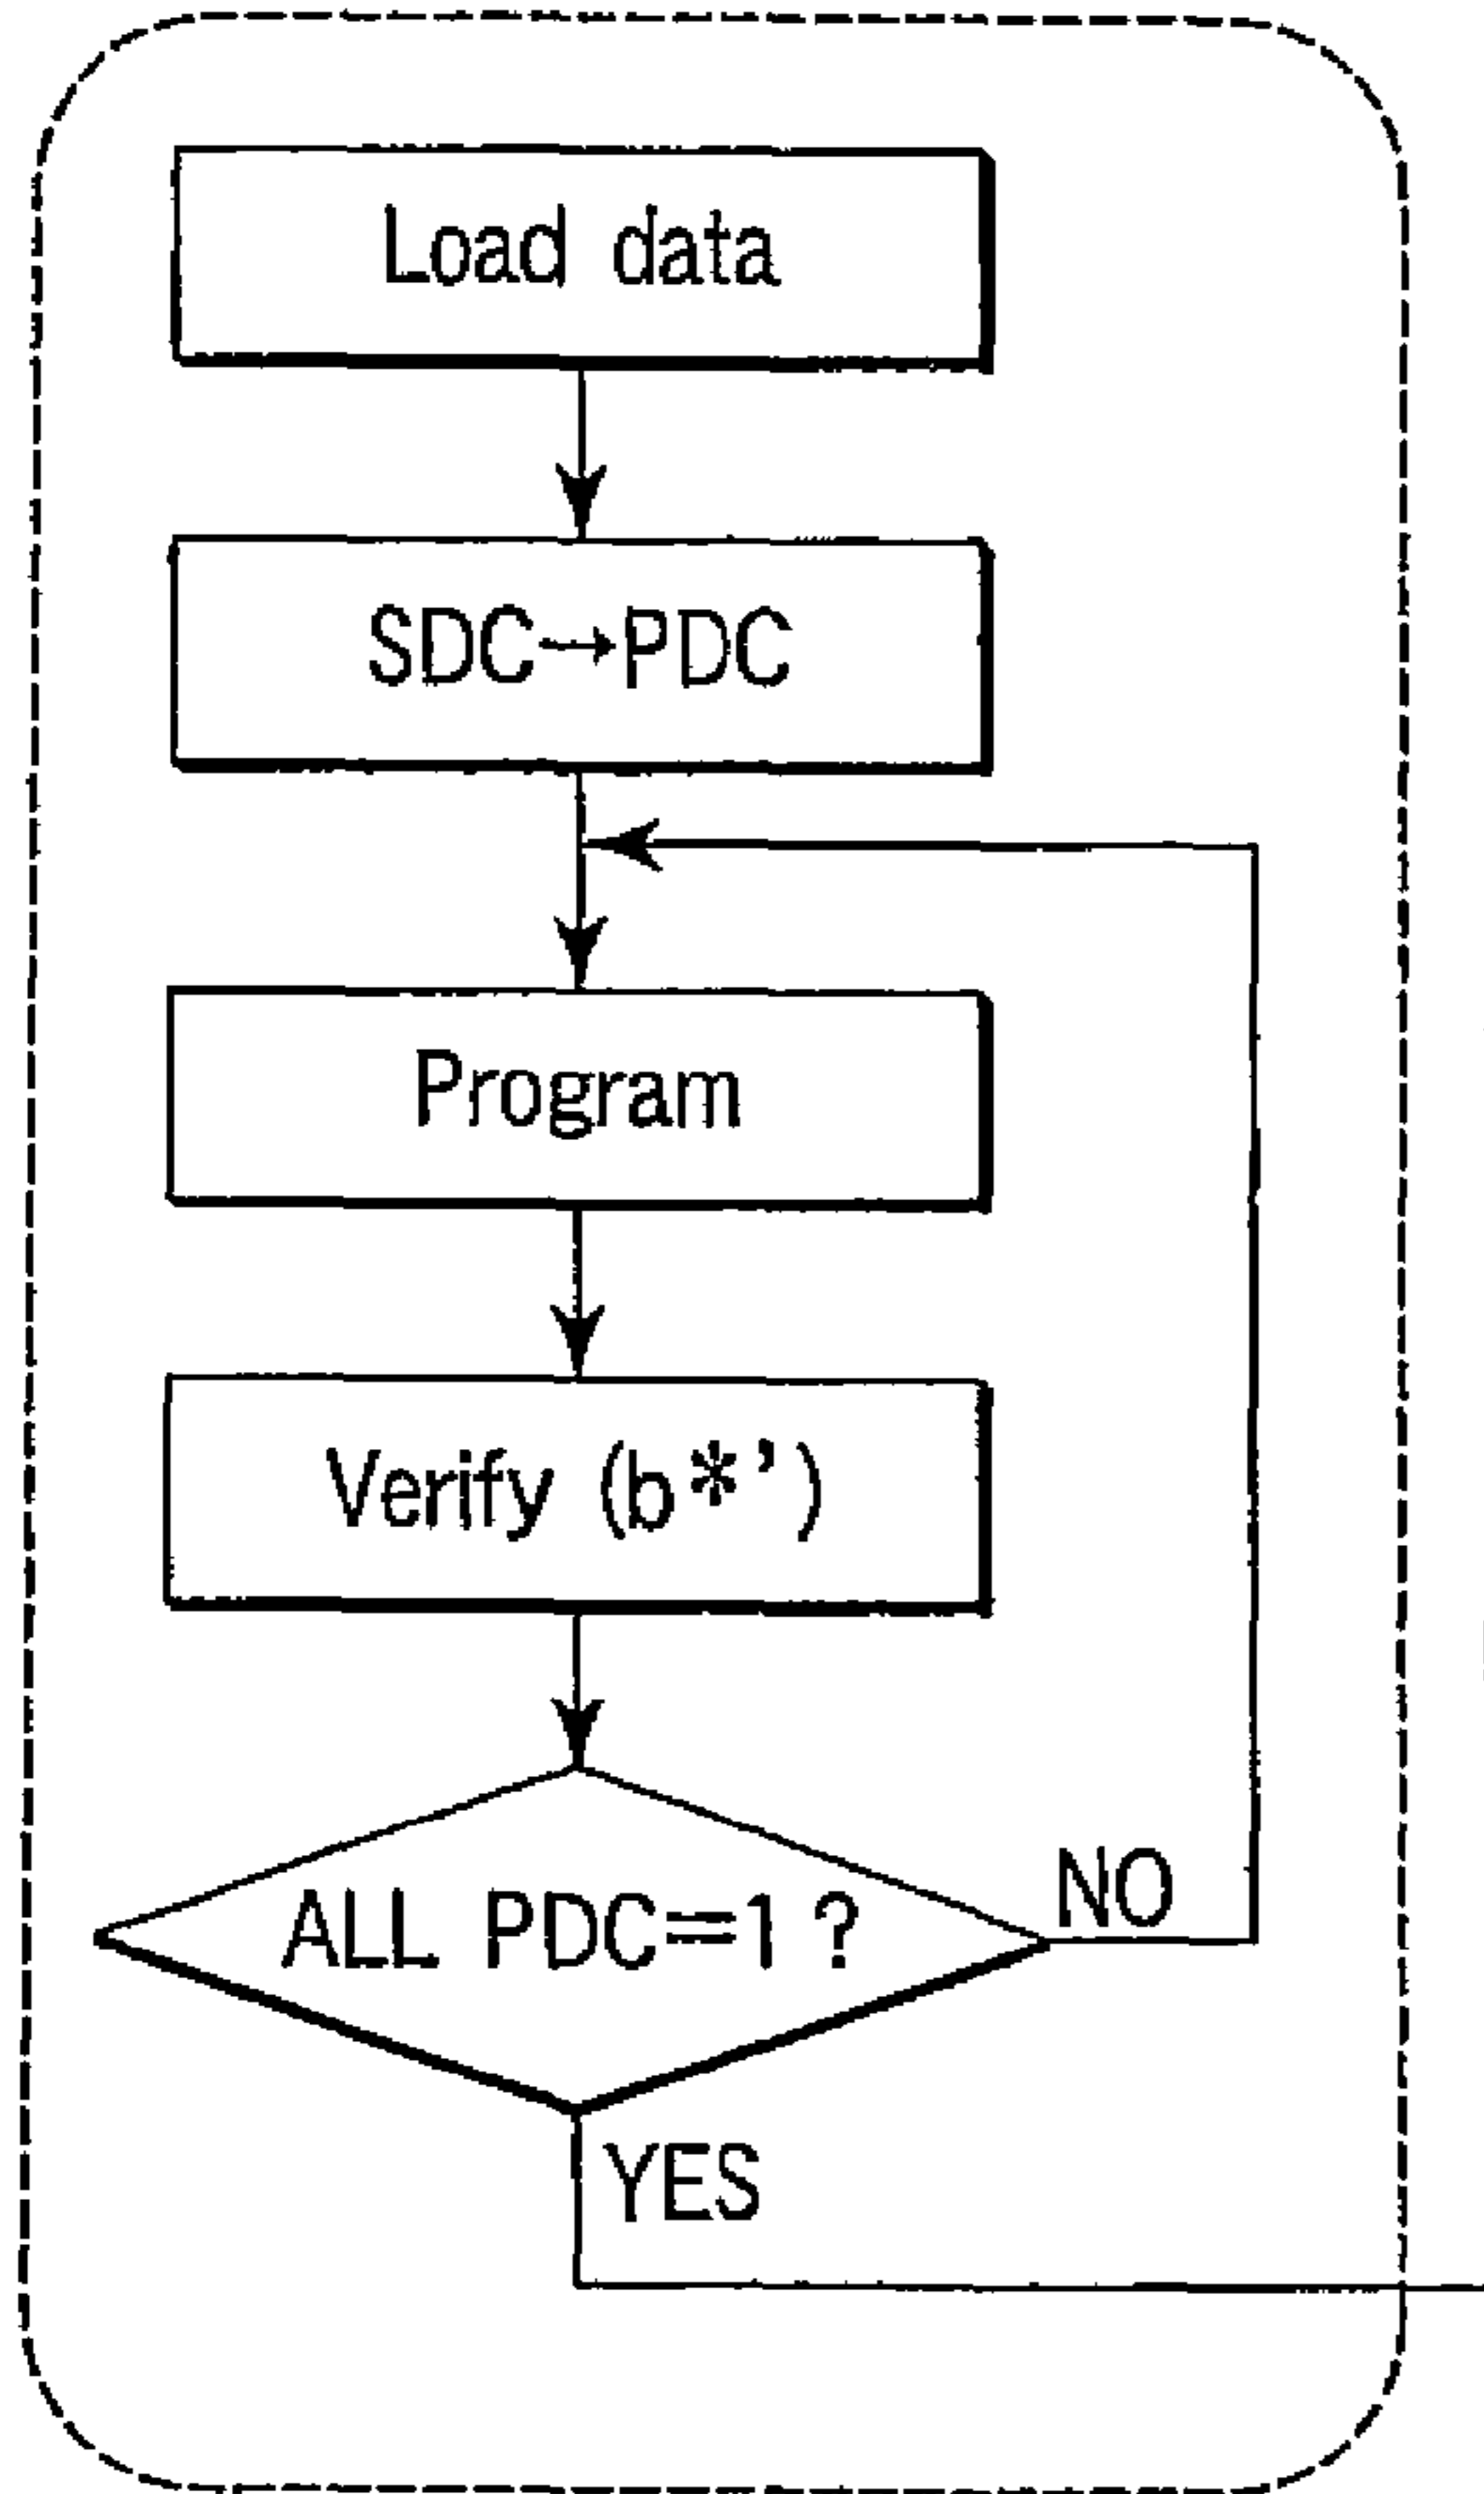 Load data
SDC→PDC
Program
Verify (b*’)
ALL PDC=1 ?
NO
YES